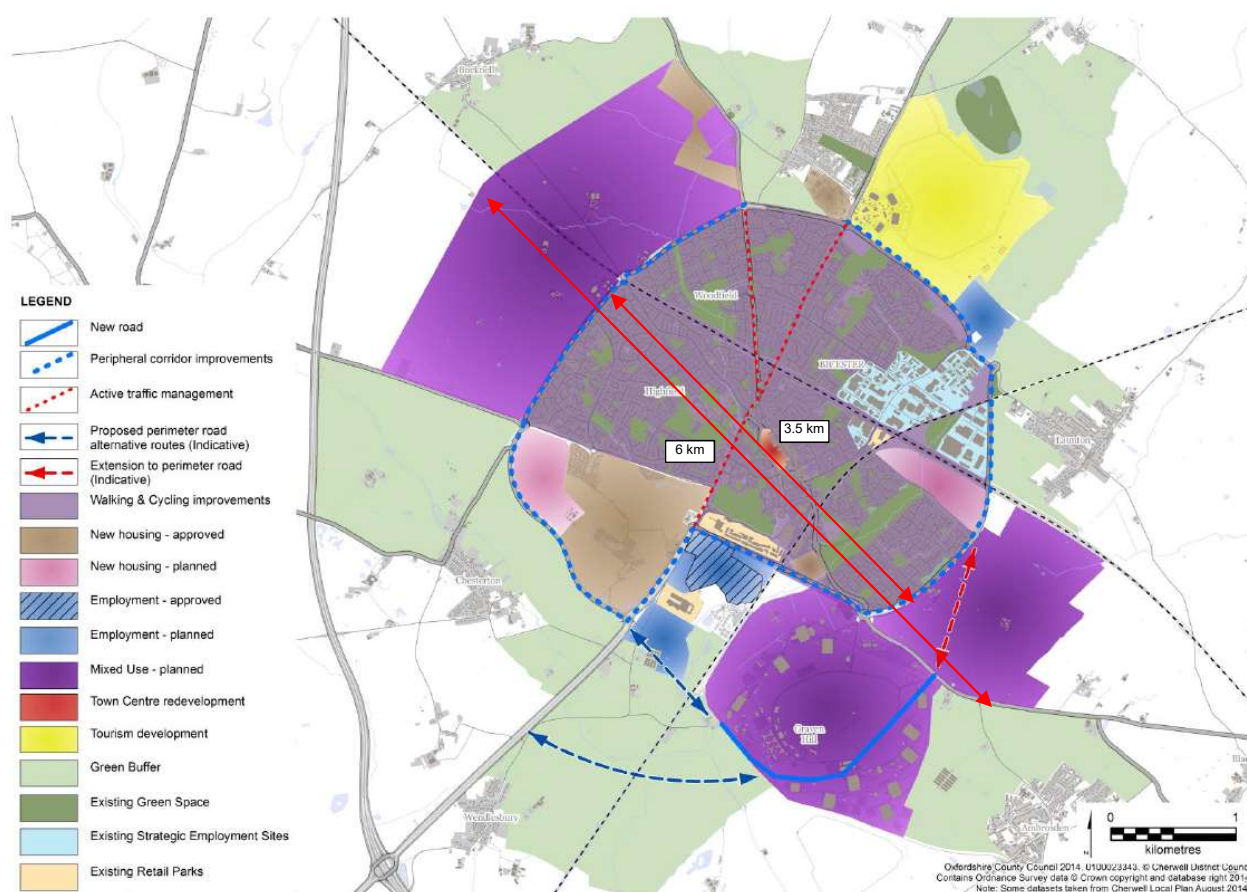 Bucknell
Woodfield
BICESTER
Highfield
Launton
3.5 km
6 km
Chesterton
Graven
Hill
Wendlesbury
Ambrosden
LEGEND
New road
Peripheral corridor improvements
Active traffic management
Proposed perimeter road
alternative routes (Indicative)
Extension to perimeter road
(Indicative)
Walking & Cycling improvements
New housing - approved
New housing - planned
Employment - approved
Employment - planned
Mixed Use - planned
Town Centre redevelopment
Tourism development
Green Buffer
Existing Green Space
Existing Strategic Employment Sites
Existing Retail Parks
0 1
kilometres
Oxfordshire County Council 2014. 0100023343. © Cherwell District Counc
Contains Ordnance Survey data © Crown copyright and database right 2014
Note: Some datasets taken from Cherwell Local Plan August 2014